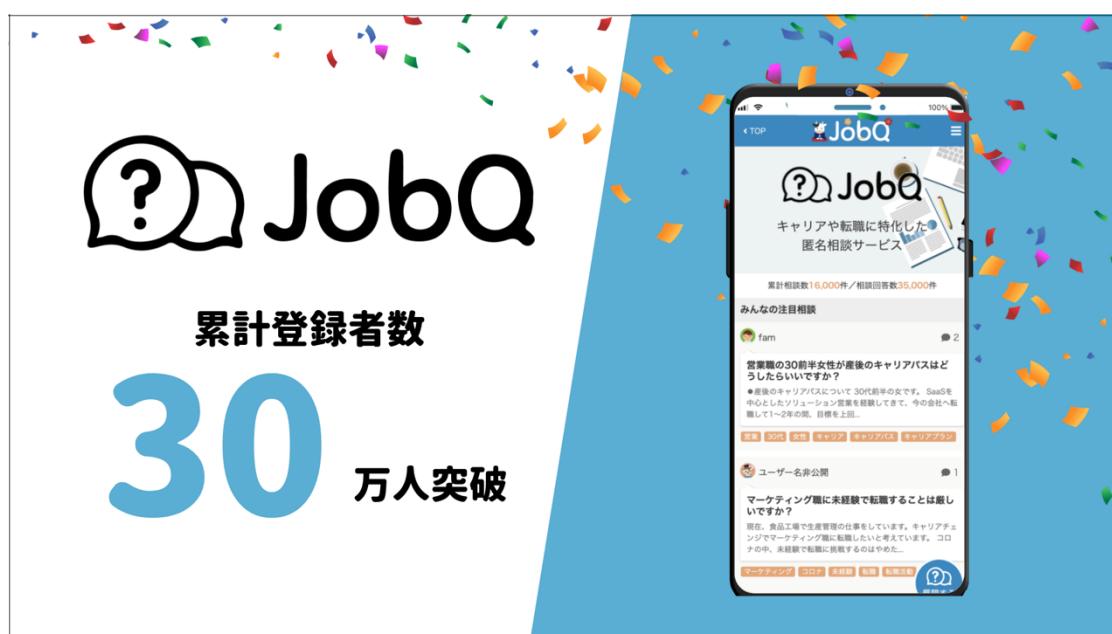 JobQ
累計登録者数
30
万人突破
100%
TOP
JobQ
JobQ
キャリアや転職に特化した
匿名相談サービス
累計相談数16,000件／相談回答数35,000件
みんなの注目相談
fam
2
営業職の30前半女性が産後のキャリアパスはど
うしたらいいですか？
●産後のキャリアパスについて 30代前半の女です。 SaaSを
中心としたソリューション営業を経験してきて、今の会社へ転
職して1〜2年の間、目標を上回...
営業 30代 女性 キャリア キャリアパス キャリアプラン
ユーザー名非公開
1
マーケティング職に未経験で転職することは厳し
いですか？
現在、食品工場で生産管理の仕事をしています。キャリアチェ
ンジでマーケティング職に転職したいと考えています。 コロ
ナの中、未経験で転職に挑戦するのはやめた...
マーケティング コロナ 未経験 転職 転職活動